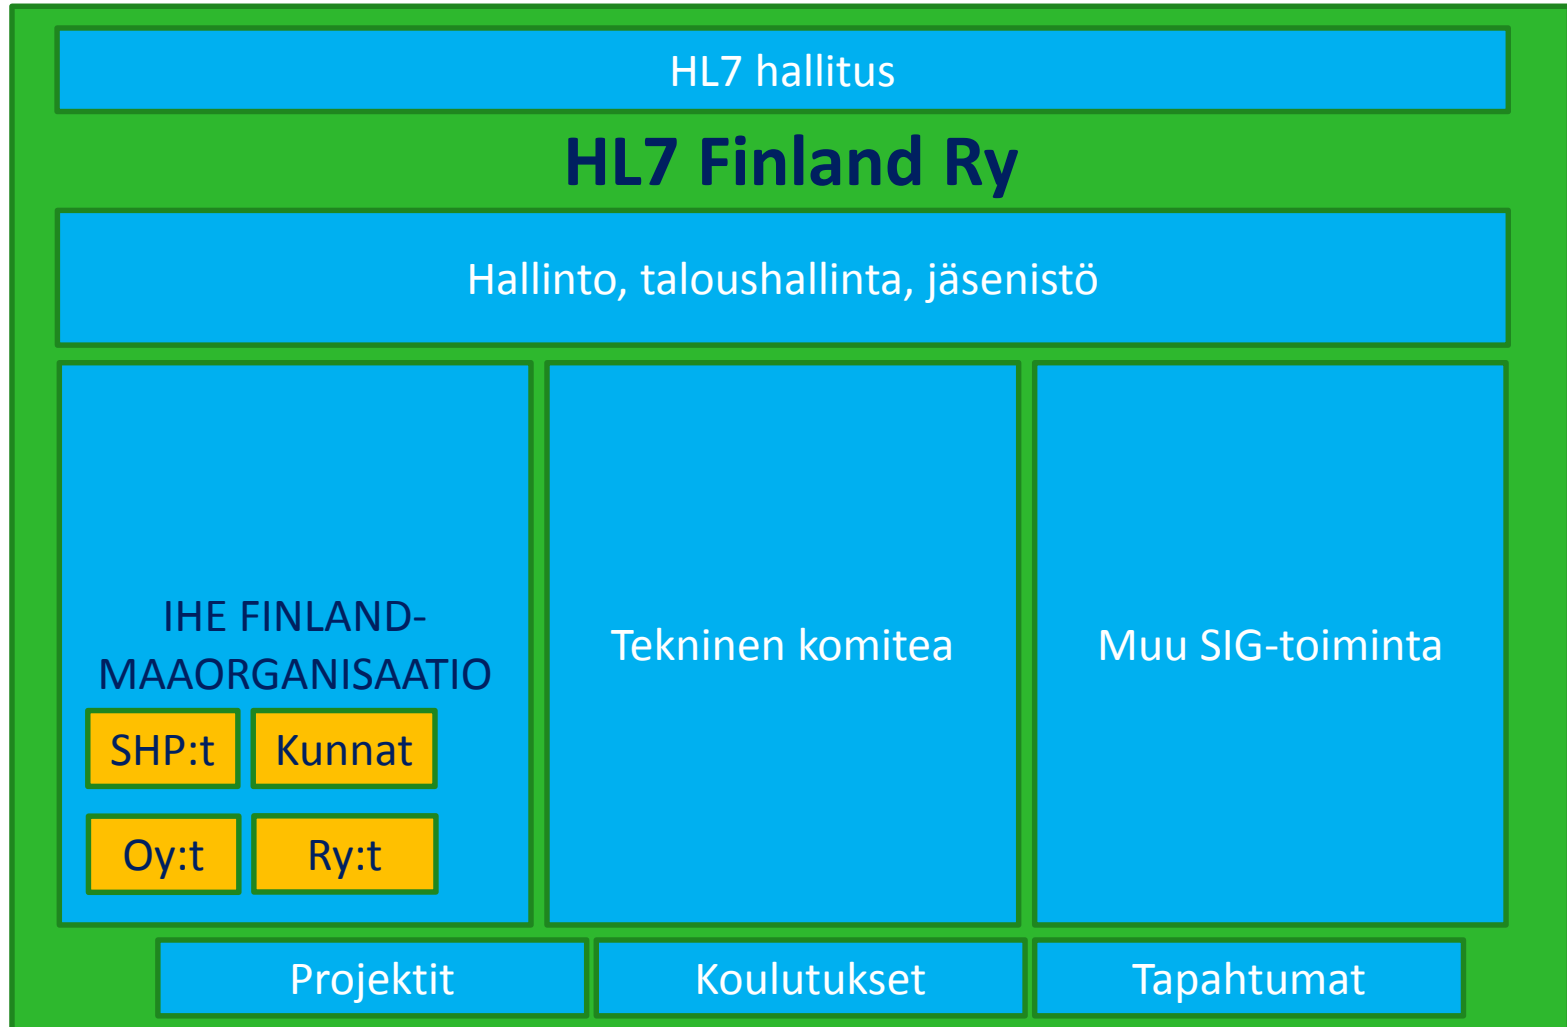 HL7 hallitus
HL7 Finland Ry
Hallinto, taloushallinta, jäsenistö
IHE FINLAND-
MAAORGANISAATIO
SHP:t
Kunnat
Oy:t
Ry:t
Tekninen komitea
Muu SIG-toiminta
Projektit
Koulutukset
Tapahtumat